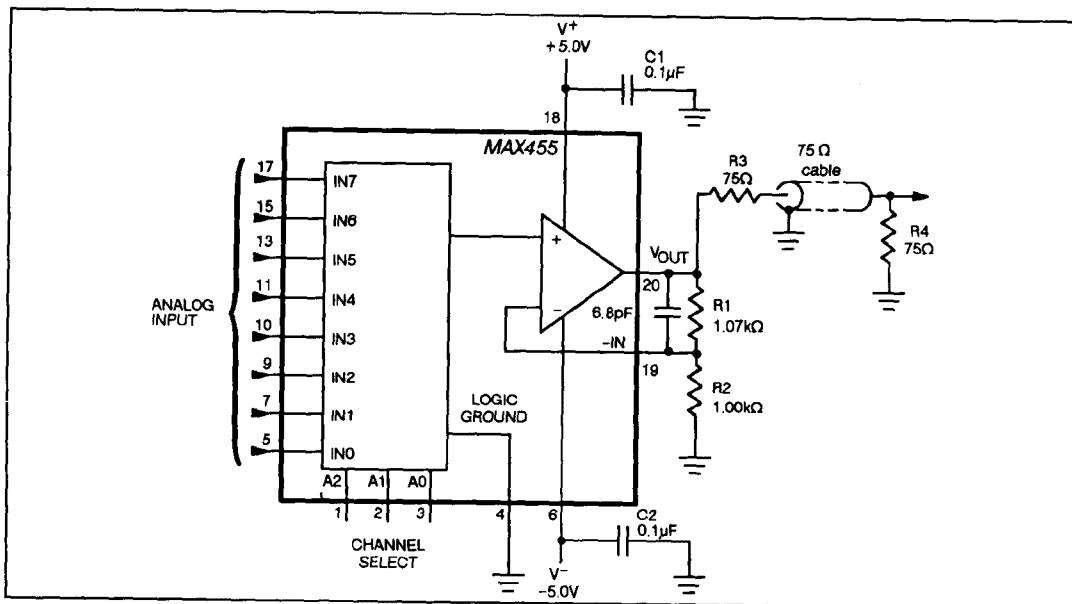 V+
+5.0V
C1
0.1µF
18
MAX455
17
IN7
15
IN6
13
IN5
11
IN4
10
IN3
9
IN2
7
IN1
5
IN0
ANALOG
INPUT
A2
A1
A0
1
2
3
4
6
CHANNEL
SELECT
LOGIC
GROUND
+
−
VOUT
20
6.8pF
-IN
19
R1
1.07kΩ
R2
1.00kΩ
R3
75Ω
75 Ω
cable
R4
75Ω
C2
0.1µF
V−
-5.0V